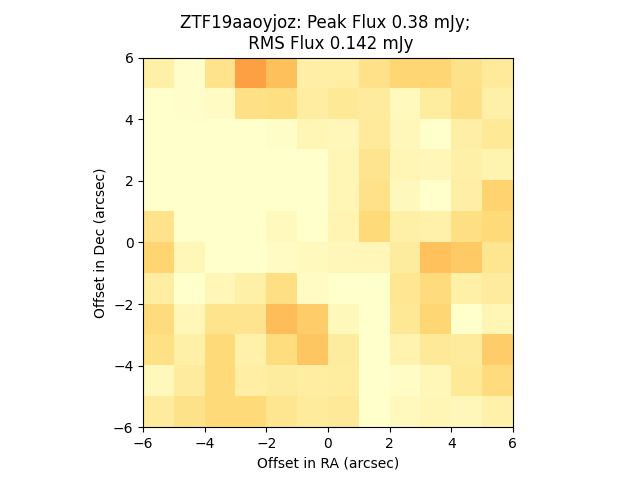 ZTF19aaoyjoz: Peak Flux 0.38 mJy;
RMS Flux 0.142 mJy
6
4
2
0
−2
−4
−6
Offset in Dec (arcsec)
−6 −4 −2 0 2 4 6
Offset in RA (arcsec)